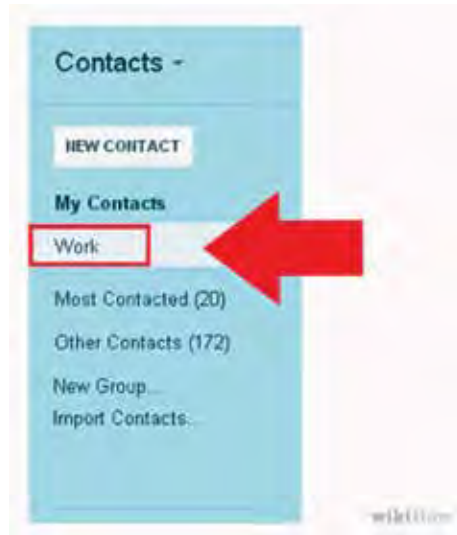 Contacts -
NEW CONTACT
My Contacts
Work
Most Contacted (20)
Other Contacts (172)
New Group...
Import Contacts...
wikiHow